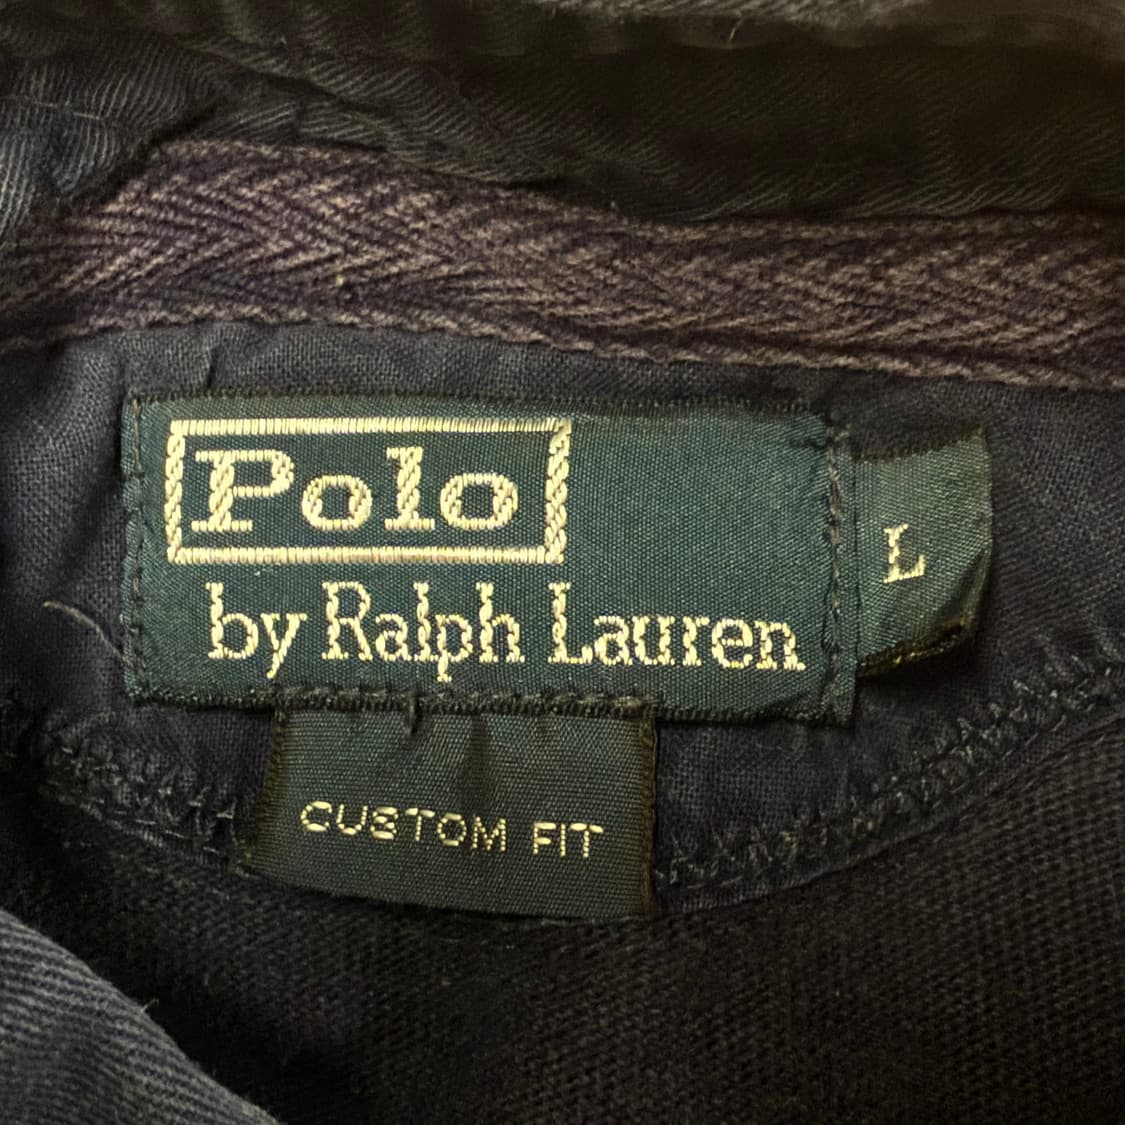 Polo
by Ralph Lauren
L
CUSTOM FIT